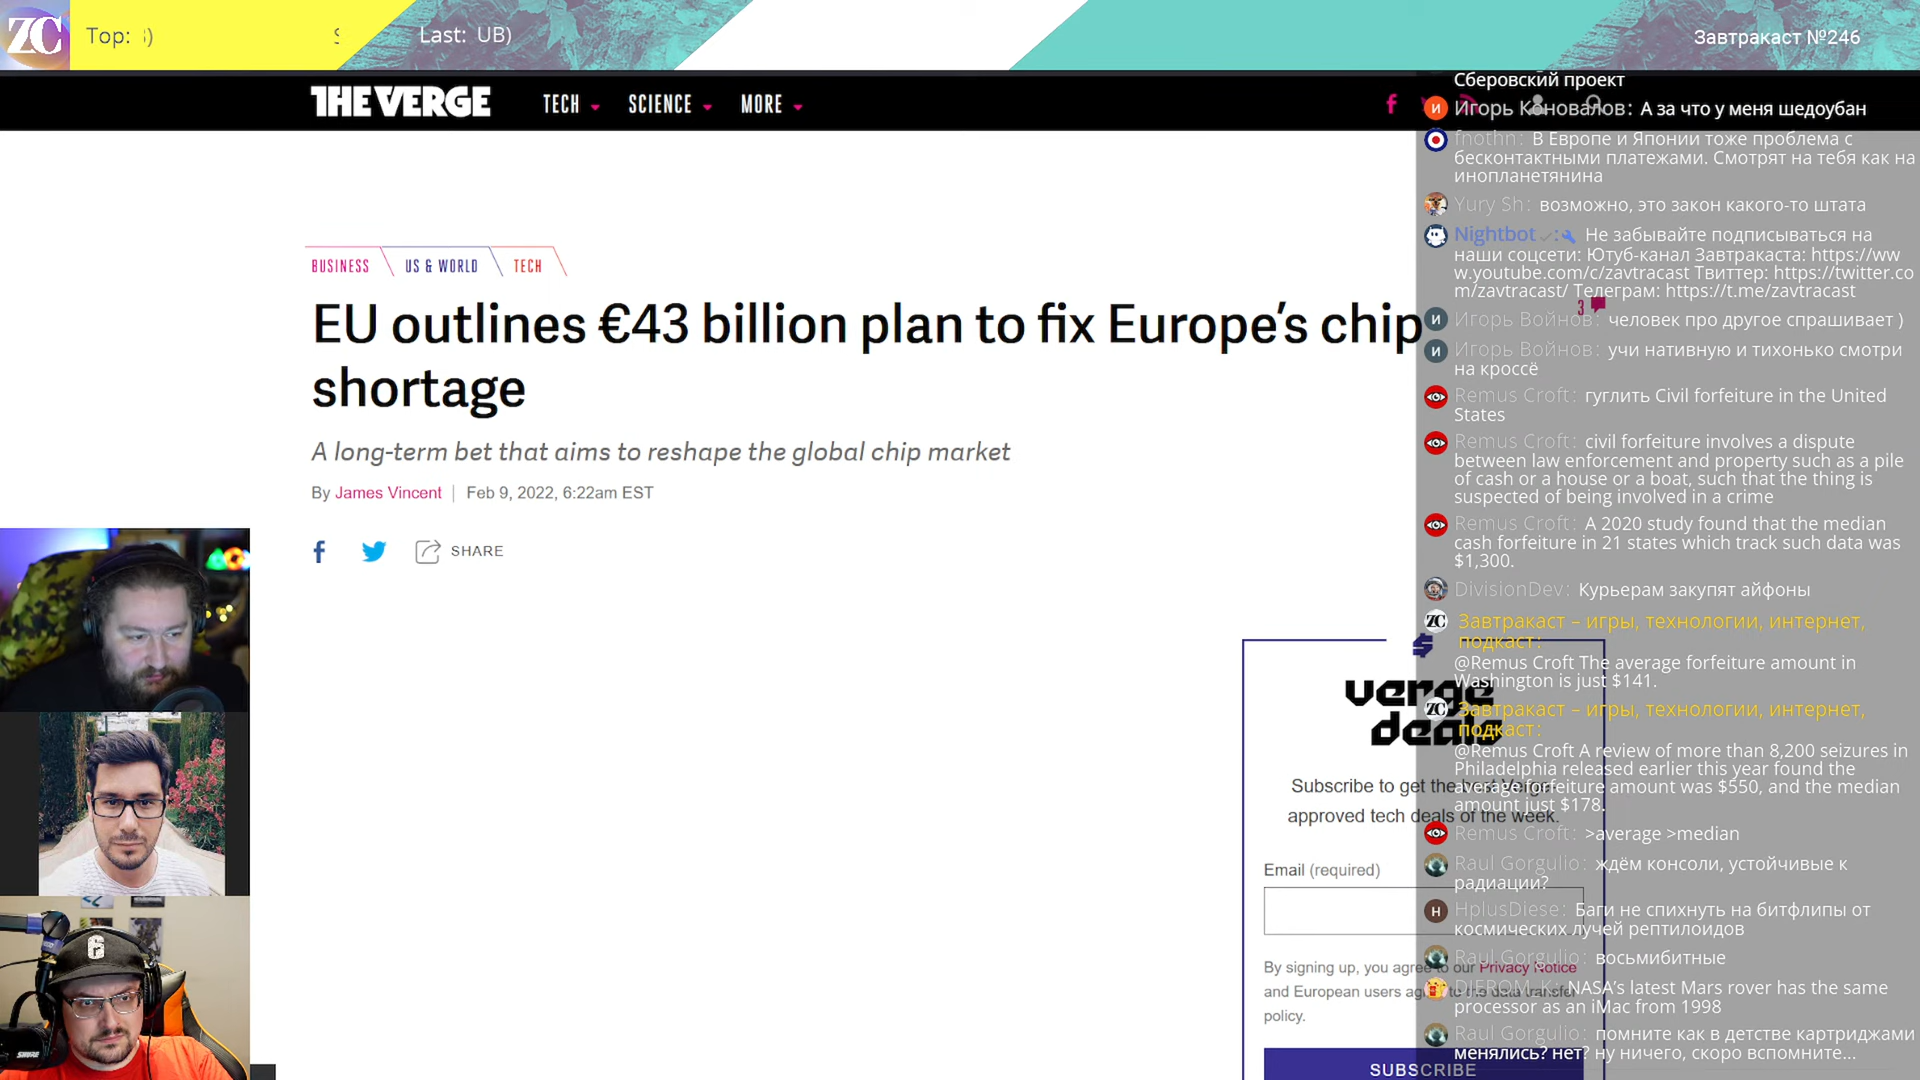 ZC
Top: 3)
Last: UB)
Завтракаст №246
THE VERGE
TECH
SCIENCE
MORE
BUSINESS
US & WORLD
TECH
EU outlines €43 billion plan to fix Europe's chip
shortage
A long-term bet that aims to reshape the global chip market
By James Vincent | Feb 9, 2022, 6:22am EST
SHARE
3
verge
deals
Subscribe to get the best Verge-
approved tech deals of the week.
Email (required)
By signing up, you agree to our Privacy Notice
and European users agree to the data transfer
policy.
SUBSCRIBE
Сберовский проект
Игорь Коновалов: А за что у меня шедоубан
fnothn: В Европе и Японии тоже проблема с
бесконтактными платежами. Смотрят на тебя как на
инопланетянина
Yury Sh: возможно, это закон какого-то штата
Nightbot: Не забывайте подписываться на
наши соцсети: Ютуб-канал Завтракаста: https://ww
w.youtube.com/c/zavtracast Твиттер: https://twitter.co
m/zavtracast/ Телеграм: https://t.me/zavtracast
Игорь Войнов: человек про другое спрашивает )
Игорь Войнов: учи нативную и тихонько смотри
на кроссё
Remus Croft: гуглить Civil forfeiture in the United
States
Remus Croft: civil forfeiture involves a dispute
between law enforcement and property such as a pile
of cash or a house or a boat, such that the thing is
suspected of being involved in a crime
Remus Croft: A 2020 study found that the median
cash forfeiture in 21 states which track such data was
$1,300.
DivisionDev: Курьерам закупят айфоны
Завтракаст – игры, технологии, интернет,
подкаст:
@Remus Croft The average forfeiture amount in
Washington is just $141.
Завтракаст – игры, технологии, интернет,
подкаст:
@Remus Croft A review of more than 8,200 seizures in
Philadelphia released earlier this year found the
average forfeiture amount was $550, and the median
amount just $178.
Remus Croft: >average >median
Raul Gorgulio: ждём консоли, устойчивые к
радиации?
HplusDiese: Баги не спихнуть на битфлипы от
космических лучей рептилоидов
Raul Gorgulio: восьмибитные
DJEROM_K: NASA's latest Mars rover has the same
processor as an iMac from 1998
Raul Gorgulio: помните как в детстве картриджами
менялись? нет? ну ничего, скоро вспомните...
SHURE